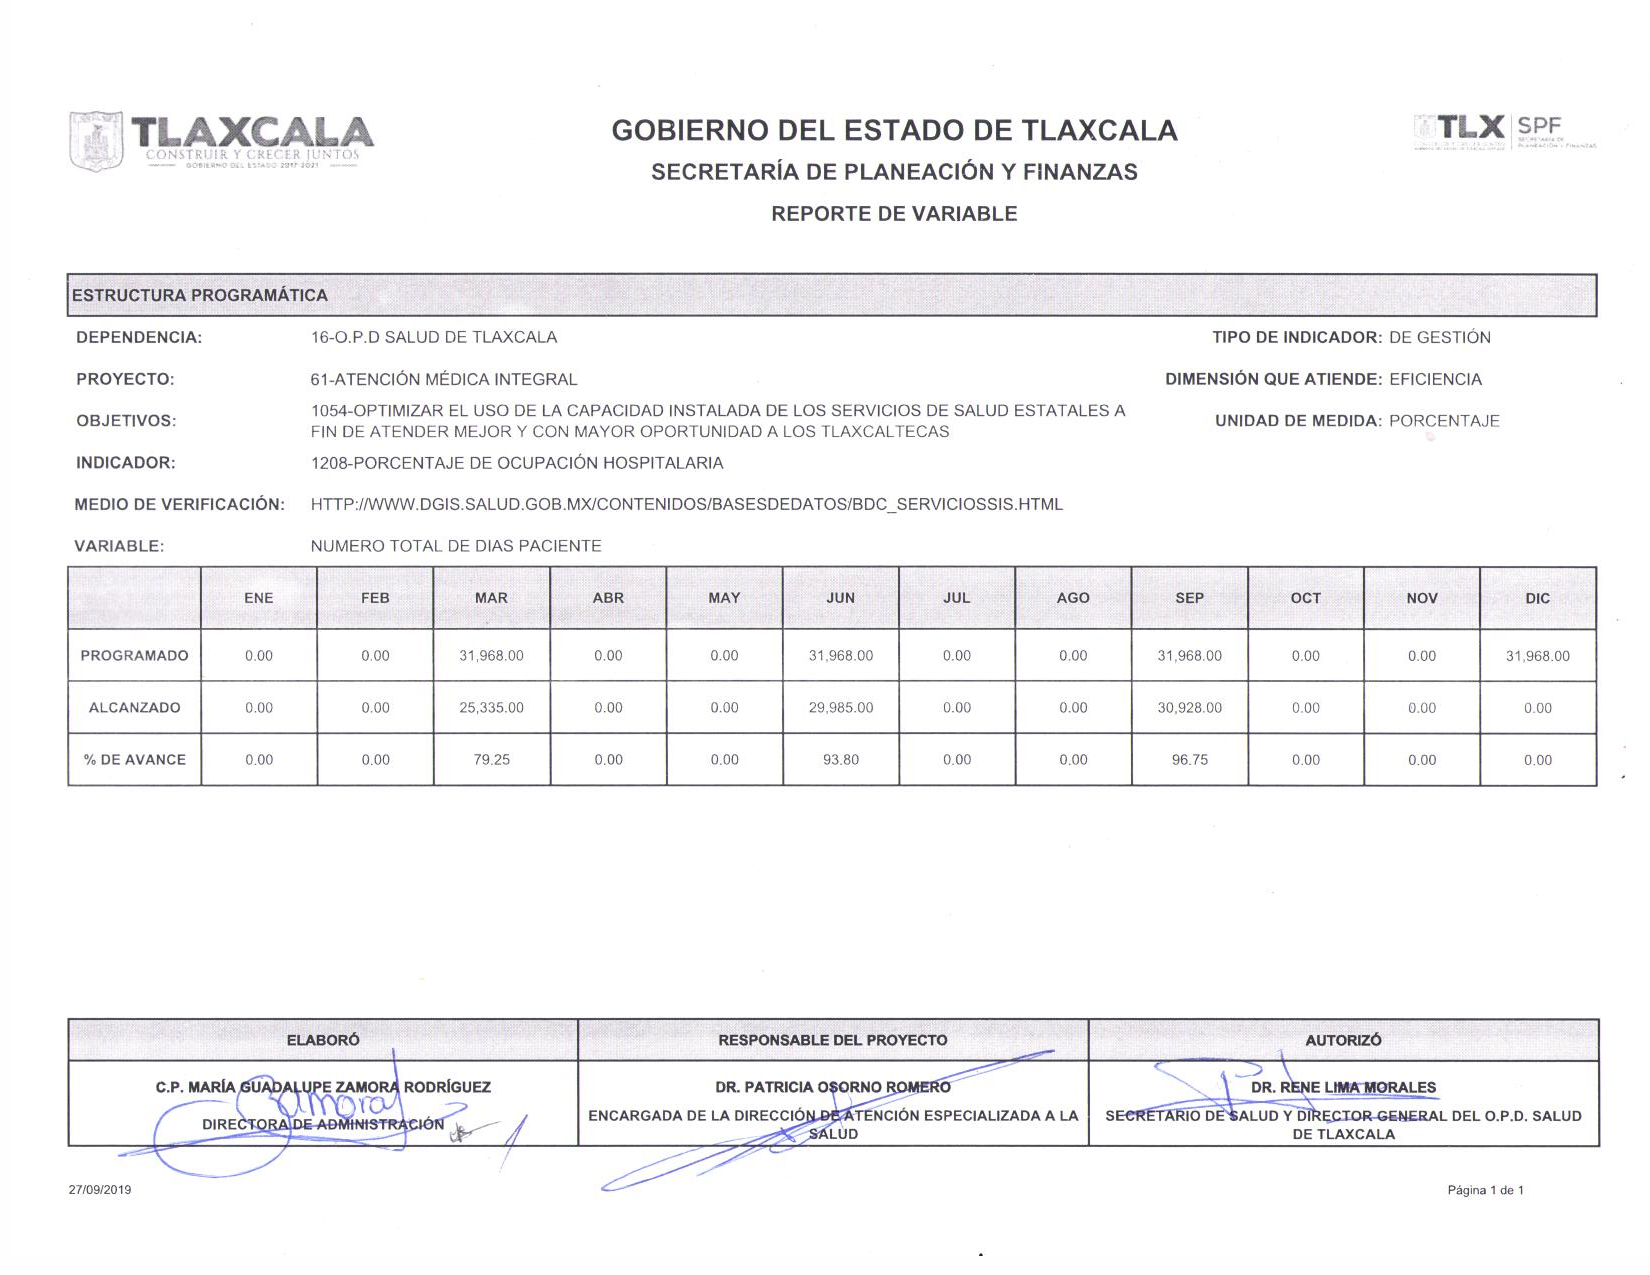 TLAXCALA
CONSTRUIR Y CRECER JUNTOS
GOBIERNO DEL ESTADO 2017-2021
GOBIERNO DEL ESTADO DE TLAXCALA
SECRETARÍA DE PLANEACIÓN Y FINANZAS
REPORTE DE VARIABLE
TLX SPF
SECRETARÍA DE
PLANEACIÓN Y FINANZAS
ESTRUCTURA PROGRAMÁTICA
DEPENDENCIA: 16-O.P.D SALUD DE TLAXCALA TIPO DE INDICADOR: DE GESTIÓN
PROYECTO: 61-ATENCIÓN MÉDICA INTEGRAL DIMENSIÓN QUE ATIENDE: EFICIENCIA
OBJETIVOS: 1054-OPTIMIZAR EL USO DE LA CAPACIDAD INSTALADA DE LOS SERVICIOS DE SALUD ESTATALES A
FIN DE ATENDER MEJOR Y CON MAYOR OPORTUNIDAD A LOS TLAXCALTECAS
UNIDAD DE MEDIDA: PORCENTAJE
INDICADOR: 1208-PORCENTAJE DE OCUPACIÓN HOSPITALARIA
MEDIO DE VERIFICACIÓN: HTTP://WWW.DGIS.SALUD.GOB.MX/CONTENIDOS/BASESDEDATOS/BDC_SERVICIOSSIS.HTML
VARIABLE: NUMERO TOTAL DE DIAS PACIENTE
ENE FEB MAR ABR MAY JUN JUL AGO SEP OCT NOV DIC
PROGRAMADO 0.00 0.00 31,968.00 0.00 0.00 31,968.00 0.00 0.00 31,968.00 0.00 0.00 31,968.00
ALCANZADO 0.00 0.00 25,335.00 0.00 0.00 29,985.00 0.00 0.00 30,928.00 0.00 0.00 0.00
% DE AVANCE 0.00 0.00 79.25 0.00 0.00 93.80 0.00 0.00 96.75 0.00 0.00 0.00
ELABORÓ
C.P. MARÍA GUADALUPE ZAMORA RODRÍGUEZ
DIRECTORA DE ADMINISTRACIÓN
RESPONSABLE DEL PROYECTO
DR. PATRICIA OSORNO ROMERO
ENCARGADA DE LA DIRECCIÓN DE ATENCIÓN ESPECIALIZADA A LA
SALUD
AUTORIZÓ
DR. RENE LIMA MORALES
SECRETARIO DE SALUD Y DIRECTOR GENERAL DEL O.P.D. SALUD
DE TLAXCALA
27/09/2019
Página 1 de 1